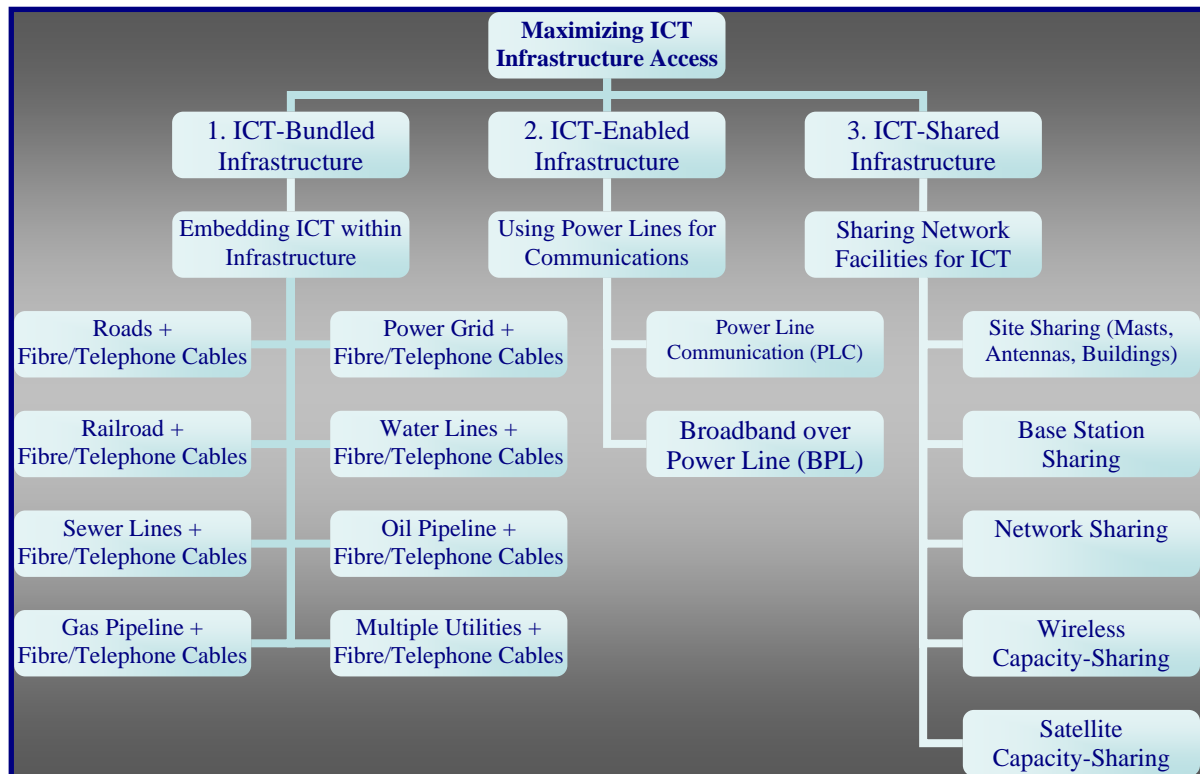 Maximizing ICT
Infrastructure Access
1. ICT-Bundled
Infrastructure
2. ICT-Enabled
Infrastructure
3. ICT-Shared
Infrastructure
Embedding ICT within
Infrastructure
Using Power Lines for
Communications
Sharing Network
Facilities for ICT
Roads +
Fibre/Telephone Cables
Power Grid +
Fibre/Telephone Cables
Power Line
Communication (PLC)
Site Sharing (Masts,
Antennas, Buildings)
Railroad +
Fibre/Telephone Cables
Water Lines +
Fibre/Telephone Cables
Broadband over
Power Line (BPL)
Base Station
Sharing
Sewer Lines +
Fibre/Telephone Cables
Oil Pipeline +
Fibre/Telephone Cables
Network Sharing
Gas Pipeline +
Fibre/Telephone Cables
Multiple Utilities +
Fibre/Telephone Cables
Wireless
Capacity-Sharing
Satellite
Capacity-Sharing